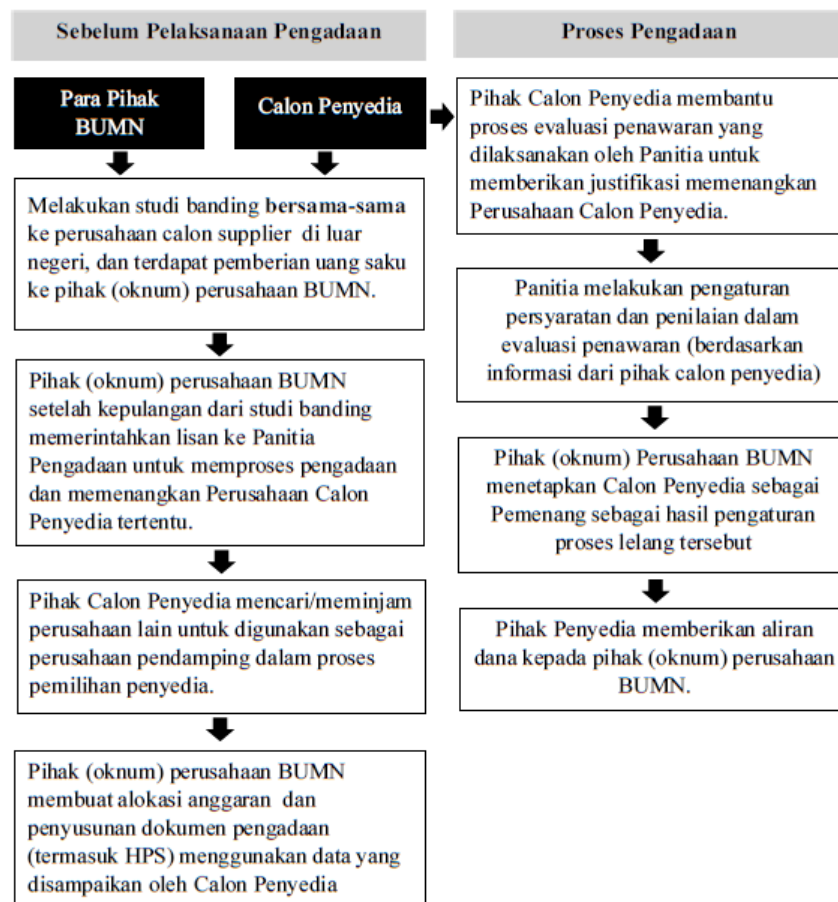 Sebelum Pelaksanaan Pengadaan
Para Pihak
BUMN
Calon Penyedia
Melakukan studi banding bersama-sama
ke perusahaan calon supplier di luar
negeri, dan terdapat pemberian uang saku
ke pihak (oknum) perusahaan BUMN.
Pihak (oknum) perusahaan BUMN
setelah kepulangan dari studi banding
memerintahkan lisan ke Panitia
Pengadaan untuk memproses pengadaan
dan memenangkan Perusahaan Calon
Penyedia tertentu.
Pihak Calon Penyedia mencari/meminjam
perusahaan lain untuk digunakan sebagai
perusahaan pendamping dalam proses
pemilihan penyedia.
Pihak (oknum) perusahaan BUMN
membuat alokasi anggaran dan
penyusunan dokumen pengadaan
(termasuk HPS) menggunakan data yang
disampaikan oleh Calon Penyedia
Proses Pengadaan
Pihak Calon Penyedia membantu
proses evaluasi penawaran yang
dilaksanakan oleh Panitia untuk
memberikan justifikasi memenangkan
Perusahaan Calon Penyedia.
Panitia melakukan pengaturan
persyaratan dan penilaian dalam
evaluasi penawaran (berdasarkan
informasi dari pihak calon penyedia)
Pihak (oknum) Perusahaan BUMN
menetapkan Calon Penyedia sebagai
Pemenang sebagai hasil pengaturan
proses lelang tersebut
Pihak Penyedia memberikan aliran
dana kepada pihak (oknum) perusahaan
BUMN.